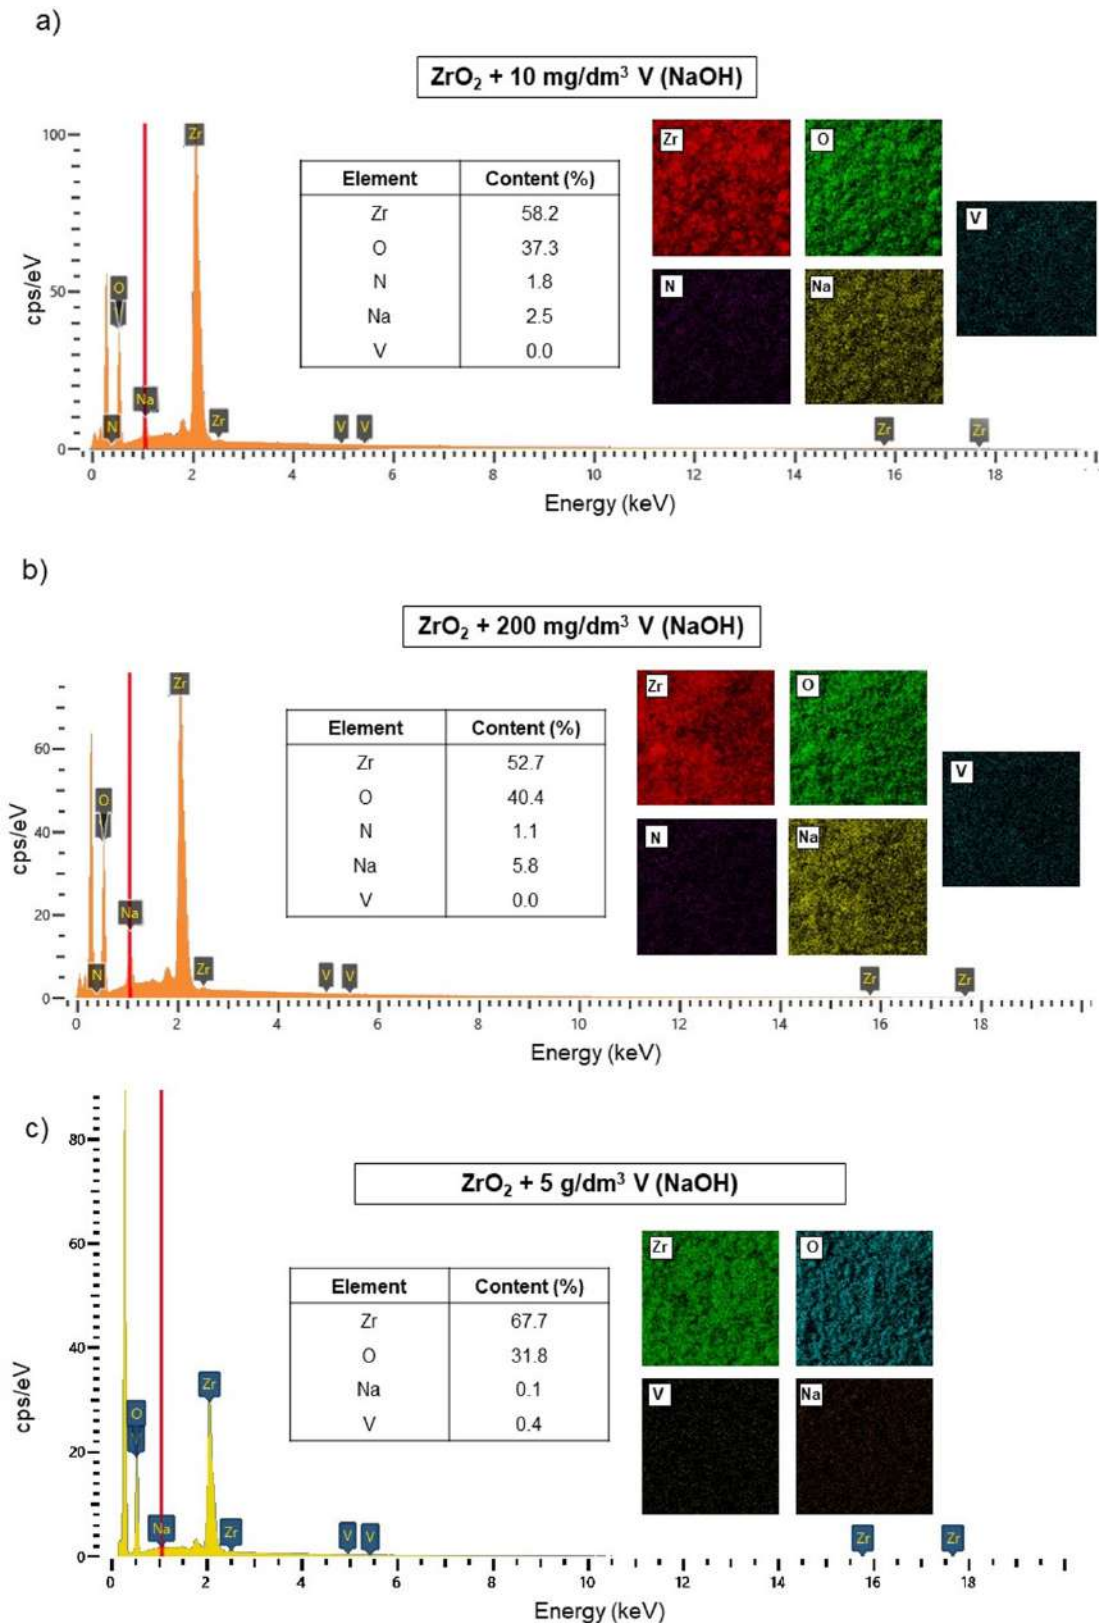 a)
ZrO₂ + 10 mg/dm³ V (NaOH)
100
50
0
cps/eV
Zr
O
V
Na
N
Zr
V
V
Zr
Zr
0 2 4 6 8 10 12 14 16 18
Energy (keV)
Element Content (%)
Zr 58.2
O 37.3
N 1.8
Na 2.5
V 0.0
Zr
O
V
N
Na
b)
ZrO₂ + 200 mg/dm³ V (NaOH)
60
40
20
0
cps/eV
Zr
O
V
Na
N
Zr
V
V
Zr
Zr
0 2 4 6 8 10 12 14 16 18
Energy (keV)
Element Content (%)
Zr 52.7
O 40.4
N 1.1
Na 5.8
V 0.0
Zr
O
V
N
Na
c)
ZrO₂ + 5 g/dm³ V (NaOH)
80
60
40
20
0
cps/eV
Zr
O
V
Na
Zr
V
V
Zr
Zr
0 2 4 6 8 10 12 14 16 18
Energy (keV)
Element Content (%)
Zr 67.7
O 31.8
Na 0.1
V 0.4
Zr
O
V
Na